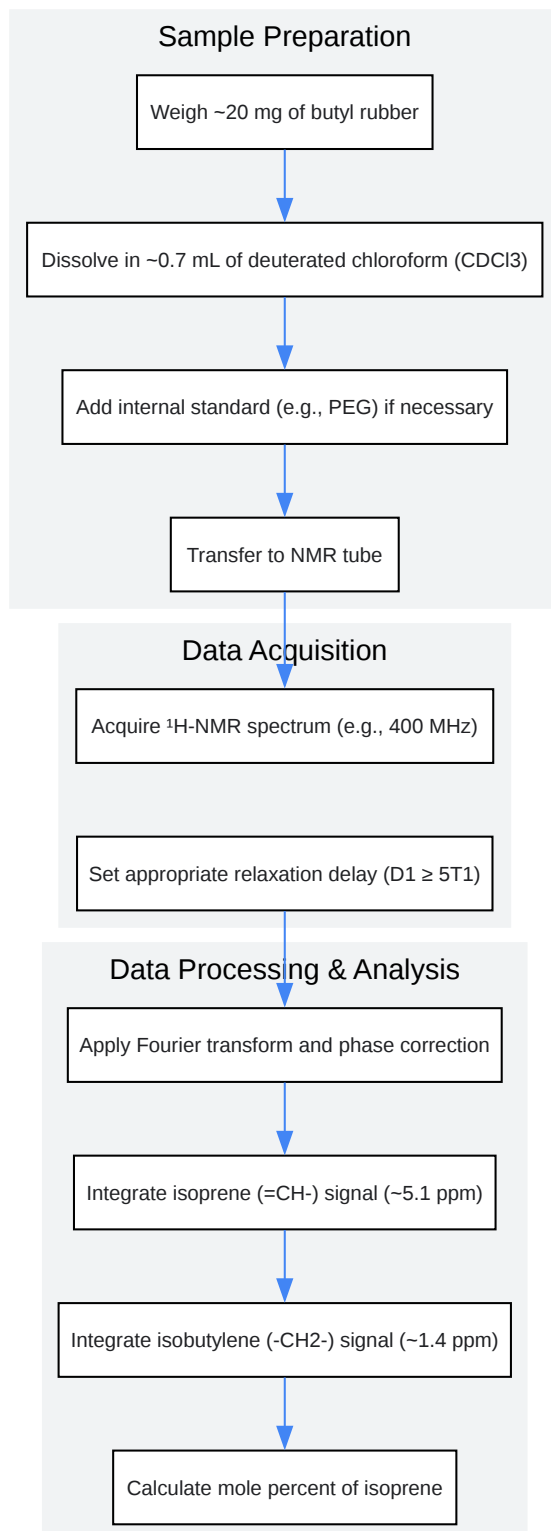 Sample Preparation
Weigh ~20 mg of butyl rubber
Dissolve in ~0.7 mL of deuterated chloroform (CDCl3)
Add internal standard (e.g., PEG) if necessary
Transfer to NMR tube
Data Acquisition
Acquire ¹H-NMR spectrum (e.g., 400 MHz)
Set appropriate relaxation delay (D1 ≥ 5T1)
Data Processing & Analysis
Apply Fourier transform and phase correction
Integrate isoprene (=CH-) signal (~5.1 ppm)
Integrate isobutylene (-CH2-) signal (~1.4 ppm)
Calculate mole percent of isoprene